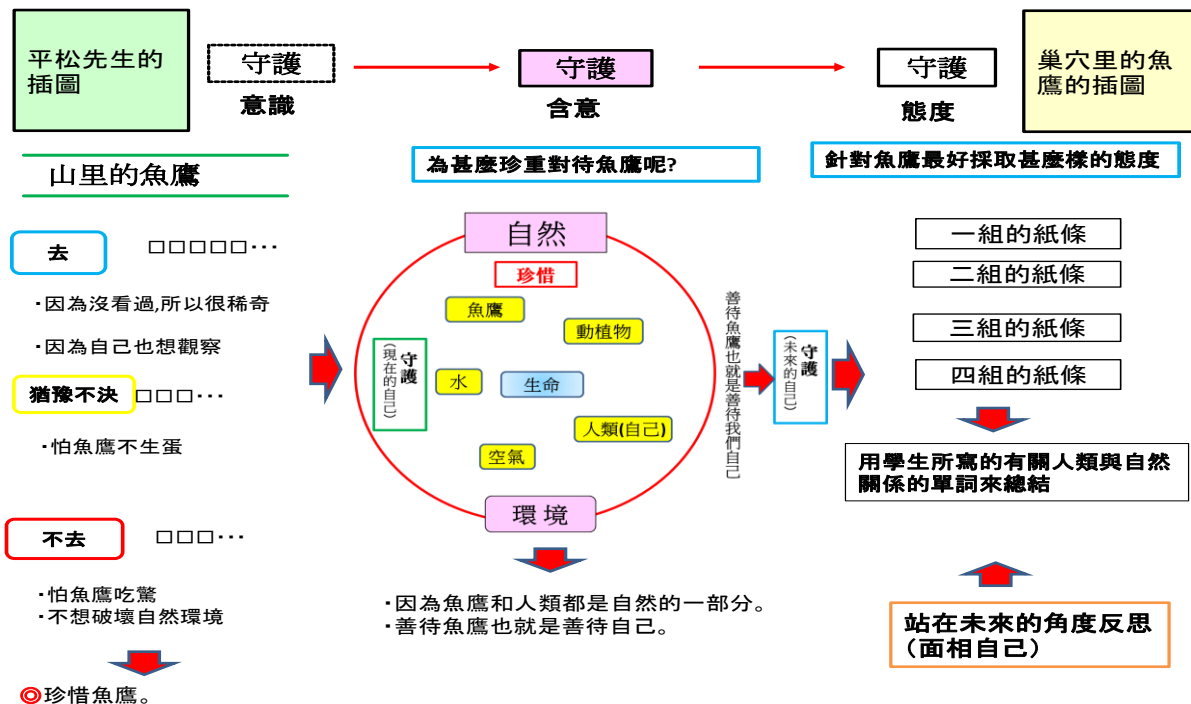 平松先生的
插圖
守護
意識
守護
含意
守護
態度
巢穴里的魚
鷹的插圖
山里的魚鷹
為甚麼珍重對待魚鷹呢?
針對魚鷹最好採取甚麼樣的態度
去
□□□□□…
・因為沒看過,所以很稀奇
・因為自己也想觀察
猶豫不決
□□□…
・怕魚鷹不生蛋
不去
□□□…
・怕魚鷹吃驚
・不想破壞自然環境
◎珍惜魚鷹。
自然
珍惜
魚鷹
動植物
守護
(現在的自己)
水
生命
人類(自己)
空氣
環境
・因為魚鷹和人類都是自然的一部分。
・善待魚鷹也就是善待自己。
善待魚鷹也就是善待我們自己
守護
(未來的自己)
一組的紙條
二組的紙條
三組的紙條
四組的紙條
用學生所寫的有關人類與自然
關係的單詞來總結
站在未來的角度反思
(面相自己)